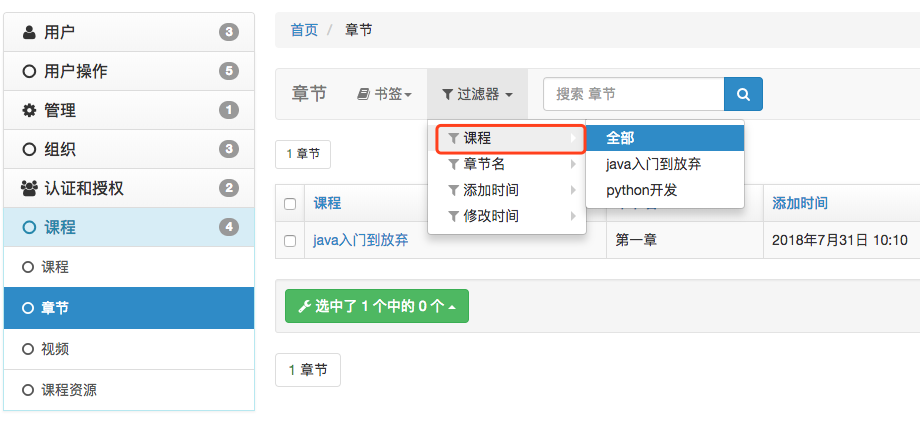 用户 3
用户操作 5
管理 1
组织 3
认证和授权 2
课程 4
课程
章节
视频
课程资源
首页 / 章节
章节 书签 过滤器 搜索 章节
课程
章节名
添加时间
修改时间
全部
java入门到放弃
python开发
1 章节
课程 添加时间
java入门到放弃 第一章 2018年7月31日 10:10
选中了 1 个中的 0 个
1 章节